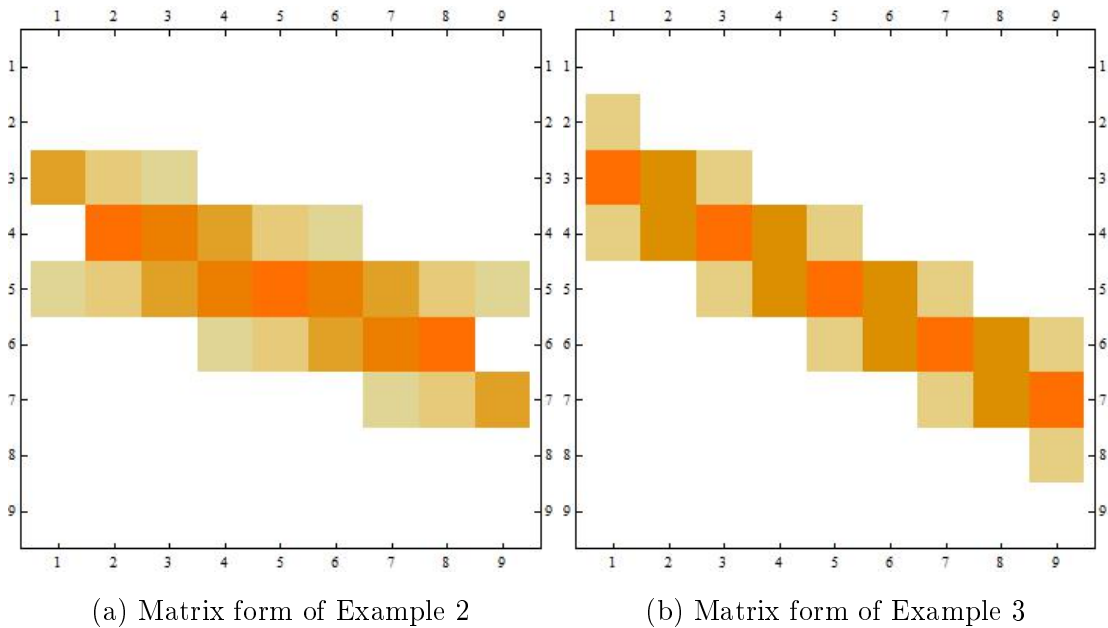 1 2 3 4 5 6 7 8 9 1 2 3 4 5 6 7 8 9
1 1 1 1
2 2 2 2
3 3 3 3
4 4 4 4
5 5 5 5
6 6 6 6
7 7 7 7
8 8 8 8
9 9 9 9
1 2 3 4 5 6 7 8 9 1 2 3 4 5 6 7 8 9
(a) Matrix form of Example 2 (b) Matrix form of Example 3